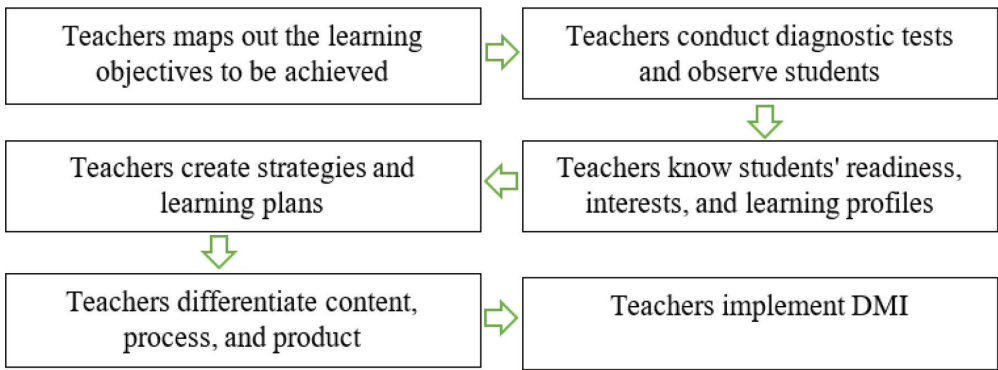 Teachers maps out the learning
objectives to be achieved
Teachers conduct diagnostic tests
and observe students
Teachers know students' readiness,
interests, and learning profiles
Teachers create strategies and
learning plans
Teachers differentiate content,
process, and product
Teachers implement DMI